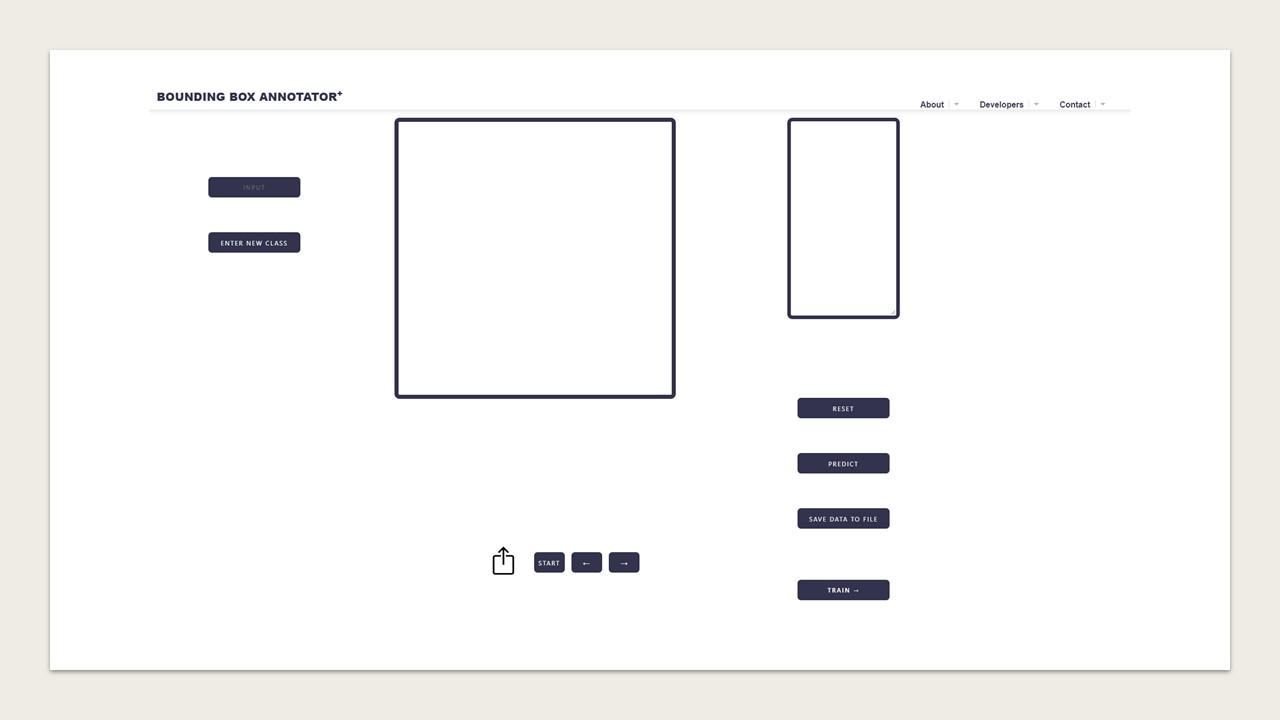 BOUNDING BOX ANNOTATOR+
About
Developers
Contact
INPUT
ENTER NEW CLASS
RESET
PREDICT
SAVE DATA TO FILE
START
←
→
TRAIN →